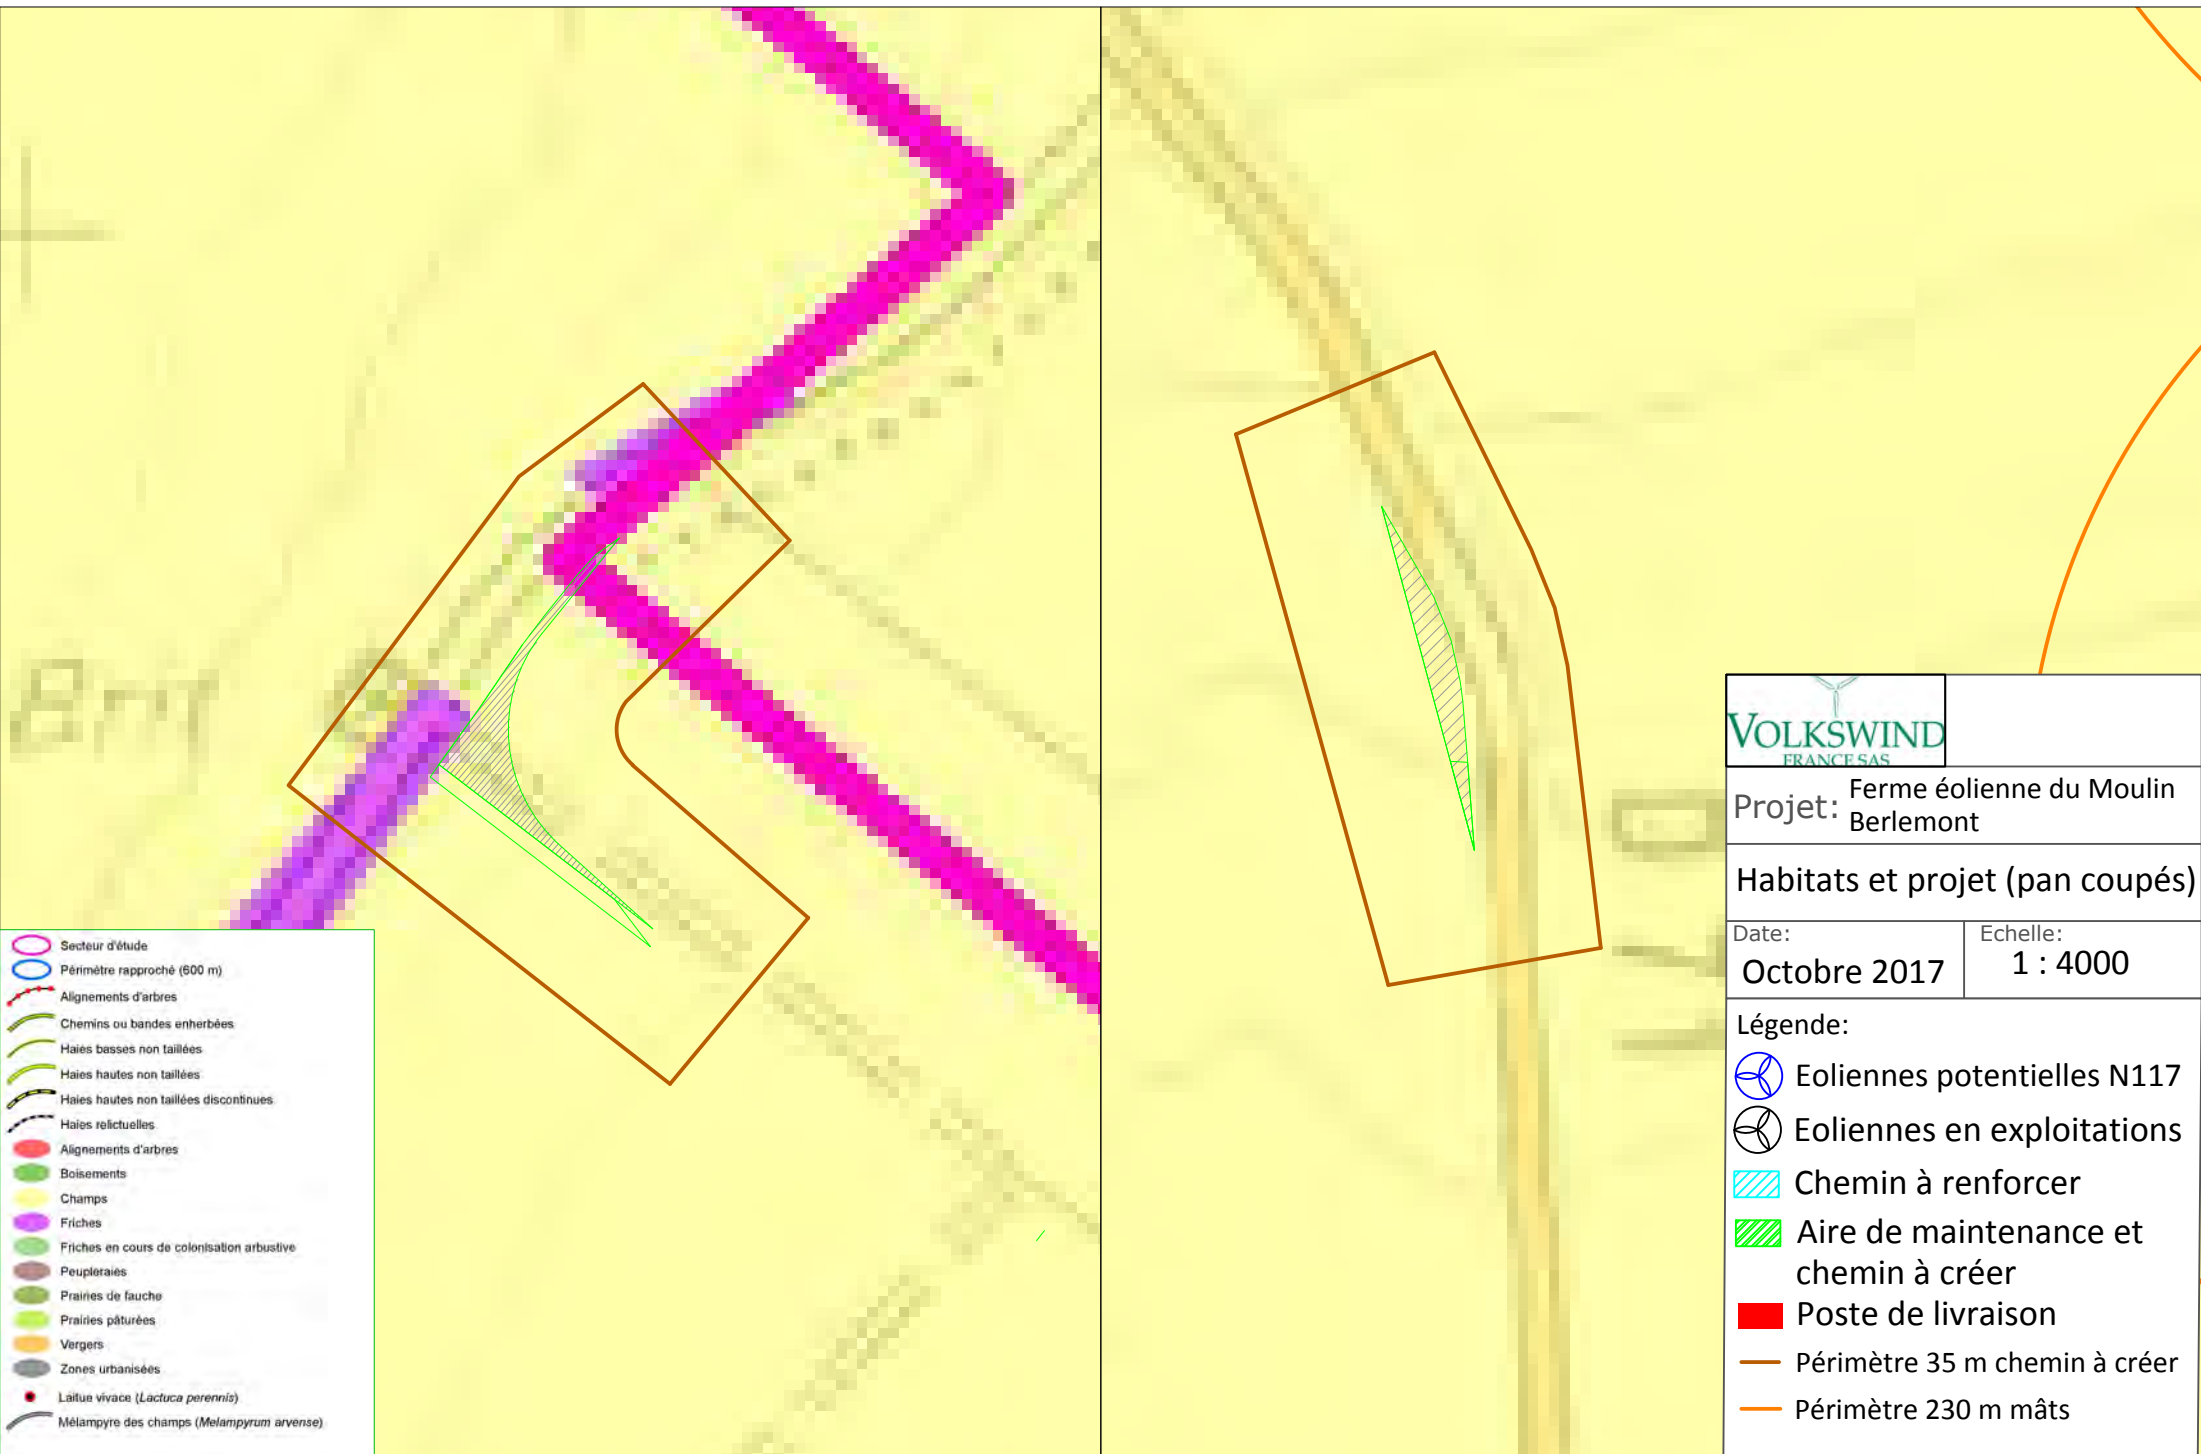 Brıf
Secteur d'étude
Périmètre rapproché (600 m)
Alignements d'arbres
Chemins ou bandes enherbées
Haies basses non taillées
Haies hautes non taillées
Haies hautes non taillées discontinues
Haies relictuelles
Alignements d'arbres
Boisements
Champs
Friches
Friches en cours de colonisation arbustive
Peupleraies
Prairies de fauche
Prairies pâturées
Vergers
Zones urbanisées
Laitue vivace (Lactuca perennis)
Mélampyre des champs (Melampyrum arvense)
VOLKSWIND
FRANCE SAS
Projet: Ferme éolienne du Moulin
Berlemont
Habitats et projet (pan coupés)
Date:
Octobre 2017
Echelle:
1 : 4000
Légende:
Eoliennes potentielles N117
Eoliennes en exploitations
Chemin à renforcer
Aire de maintenance et
chemin à créer
Poste de livraison
Périmètre 35 m chemin à créer
Périmètre 230 m mâts